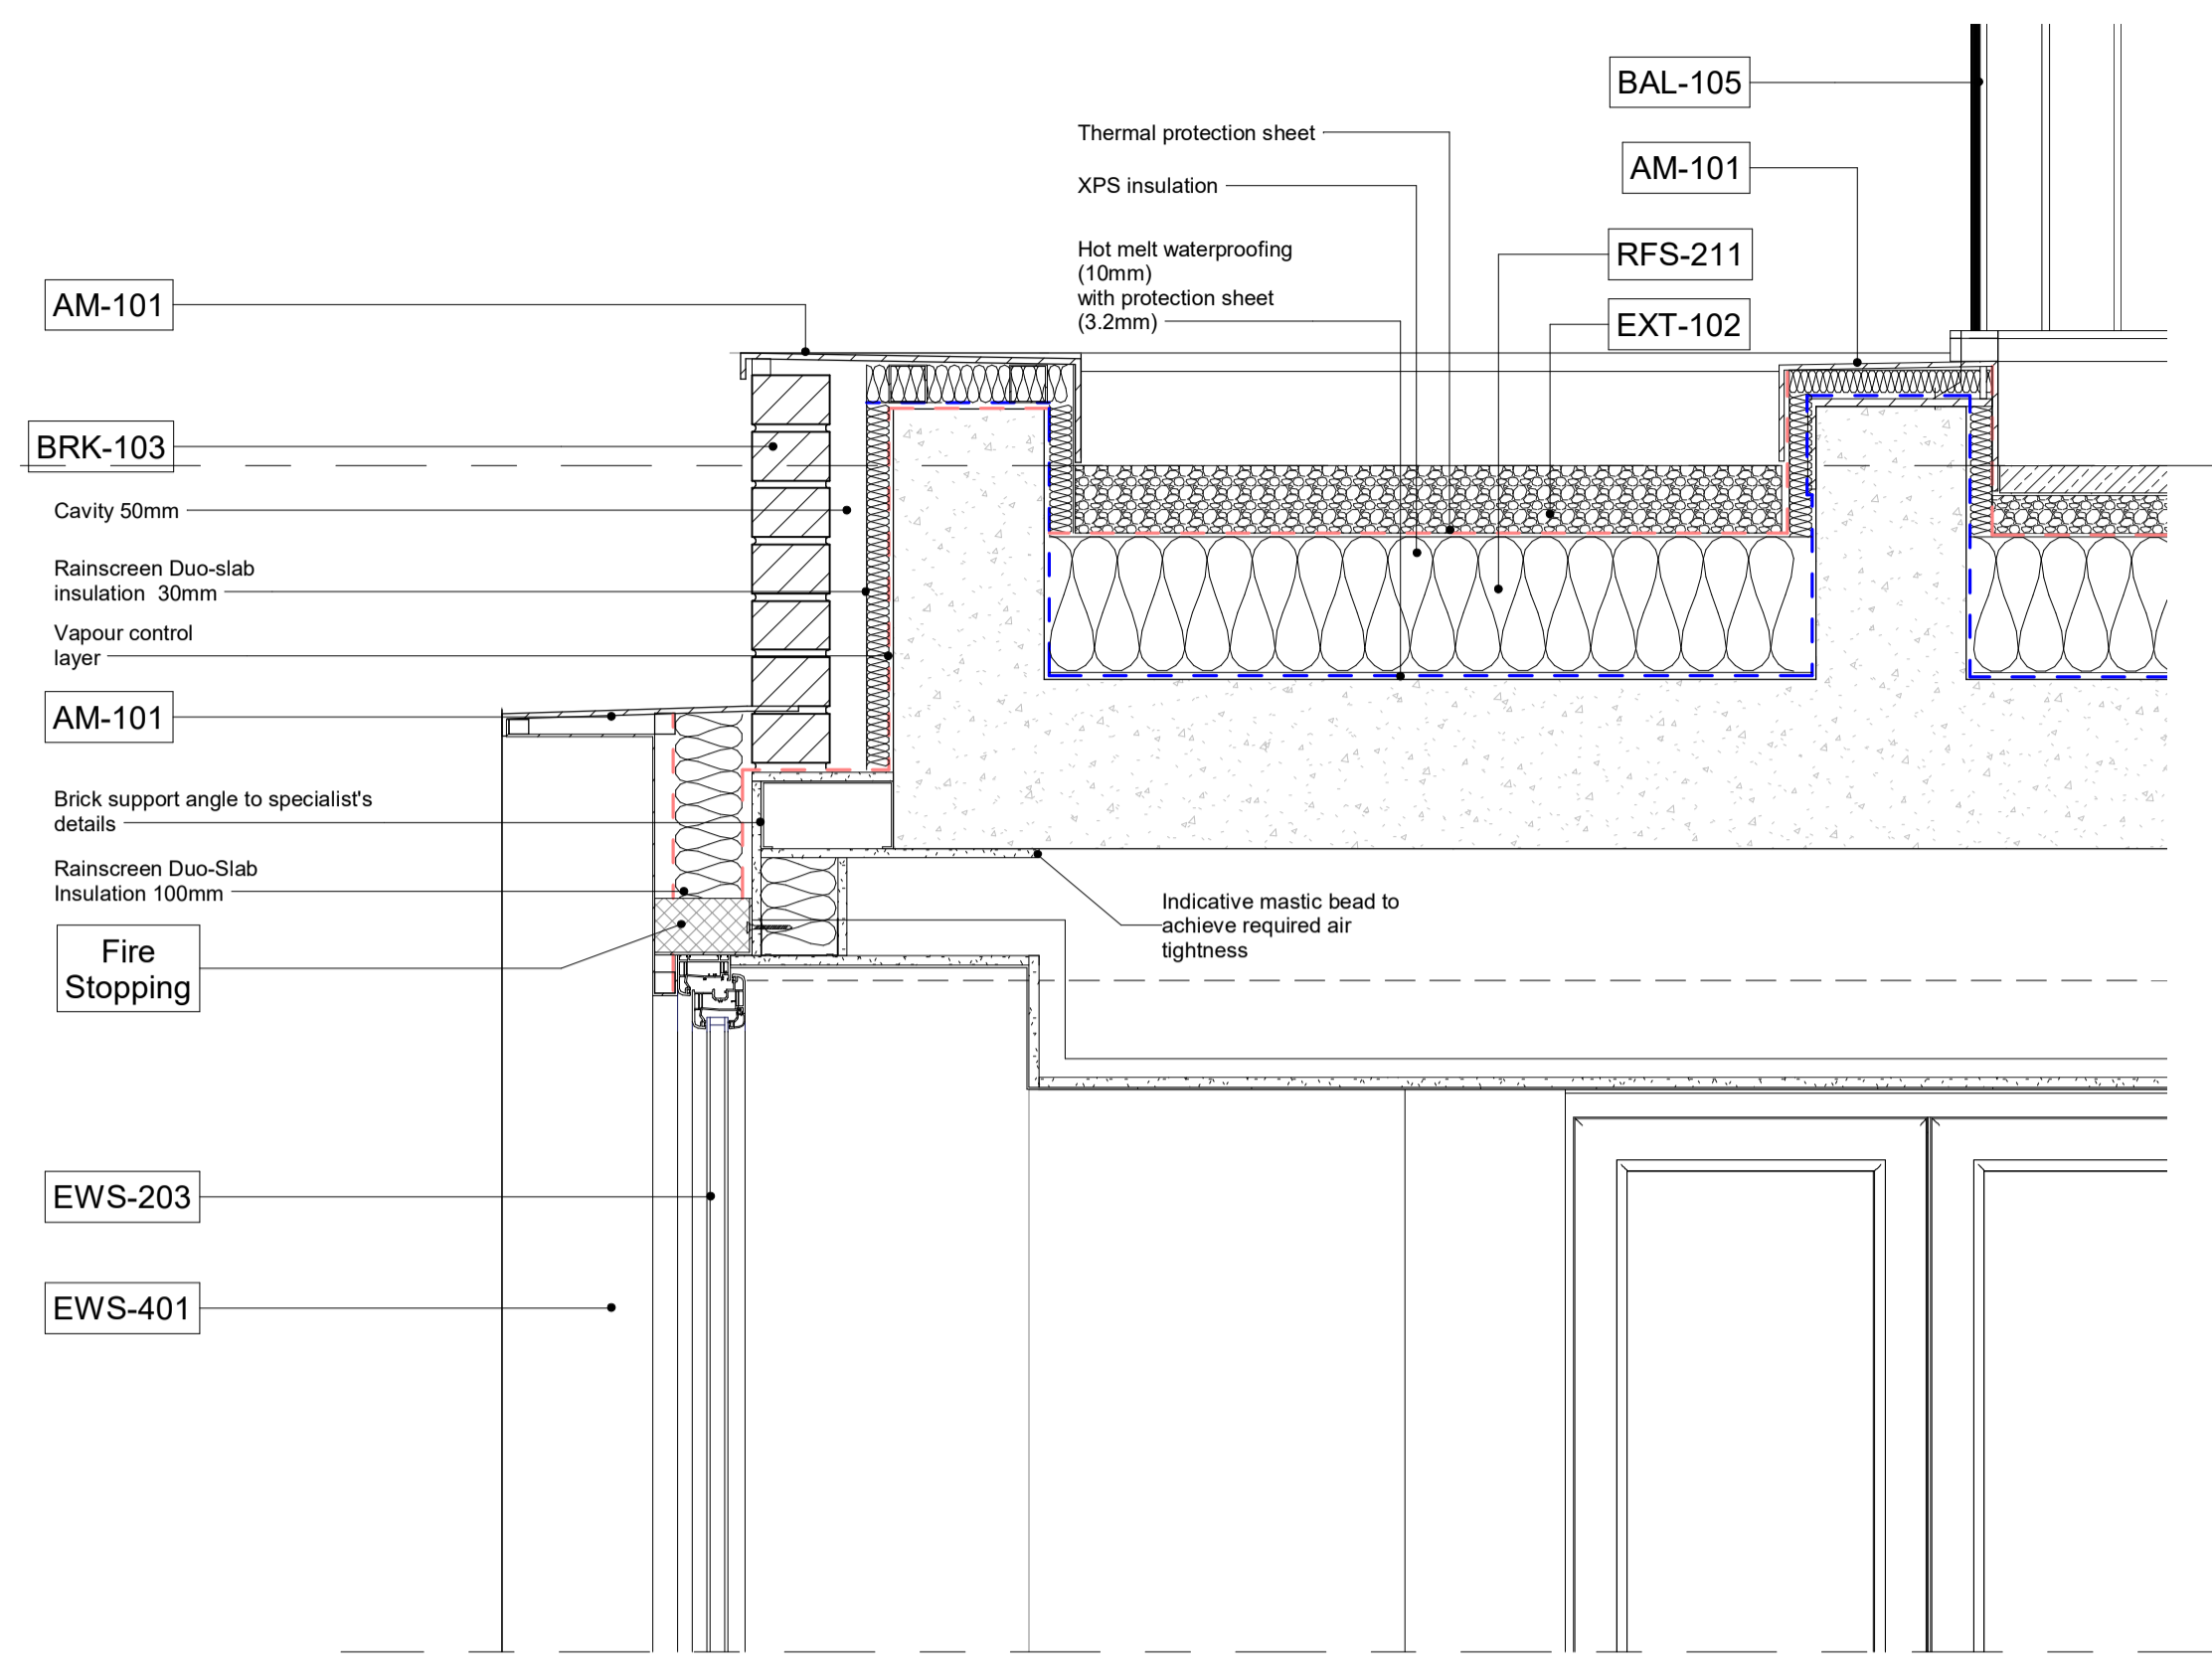 BAL-105
Thermal protection sheet
AM-101
XPS insulation
Hot melt waterproofing
(10mm)
with protection sheet
(3.2mm)
RFS-211
EXT-102
AM-101
BRK-103
Cavity 50mm
Rainscreen Duo-slab
insulation 30mm
Vapour control
layer
AM-101
Brick support angle to specialist's
details
Rainscreen Duo-Slab
Insulation 100mm
Indicative mastic bead to
achieve required air
tightness
Fire
Stopping
EWS-203
EWS-401